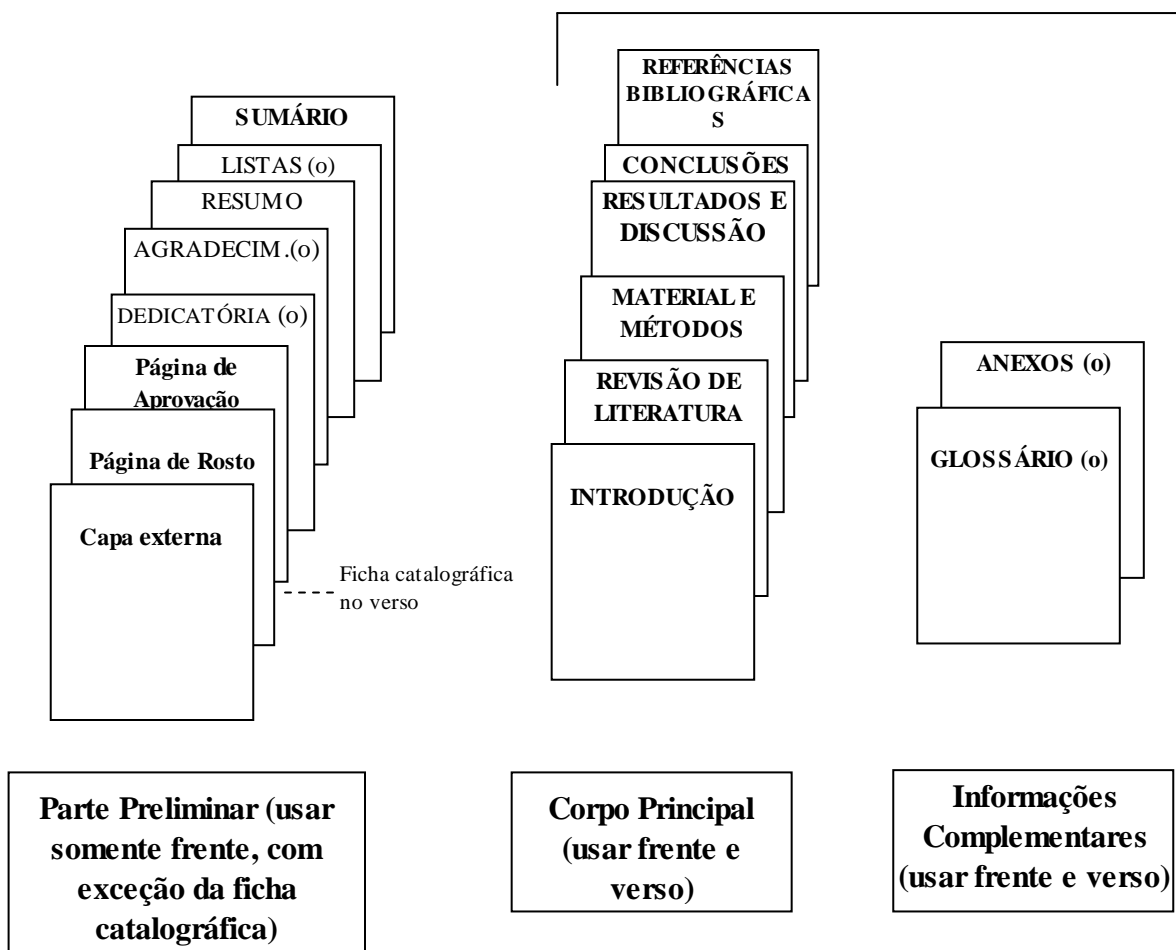 SUMÁRIO
LISTAS (o)
RESUMO
AGRADECIM.(o)
DEDICATÓRIA (o)
Página de
Aprovação
Página de Rosto
Capa externa
Ficha catalográfica
no verso
REFERÊNCIAS
BIBLIOGRÁFICA
S
CONCLUSÕES
RESULTADOS E
DISCUSSÃO
MATERIAL E
MÉTODOS
REVISÃO DE
LITERATURA
INTRODUÇÃO
ANEXOS (o)
GLOSSÁRIO (o)
Parte Preliminar (usar
somente frente, com
exceção da ficha
catalográfica)
Corpo Principal
(usar frente e
verso)
Informações
Complementares
(usar frente e verso)